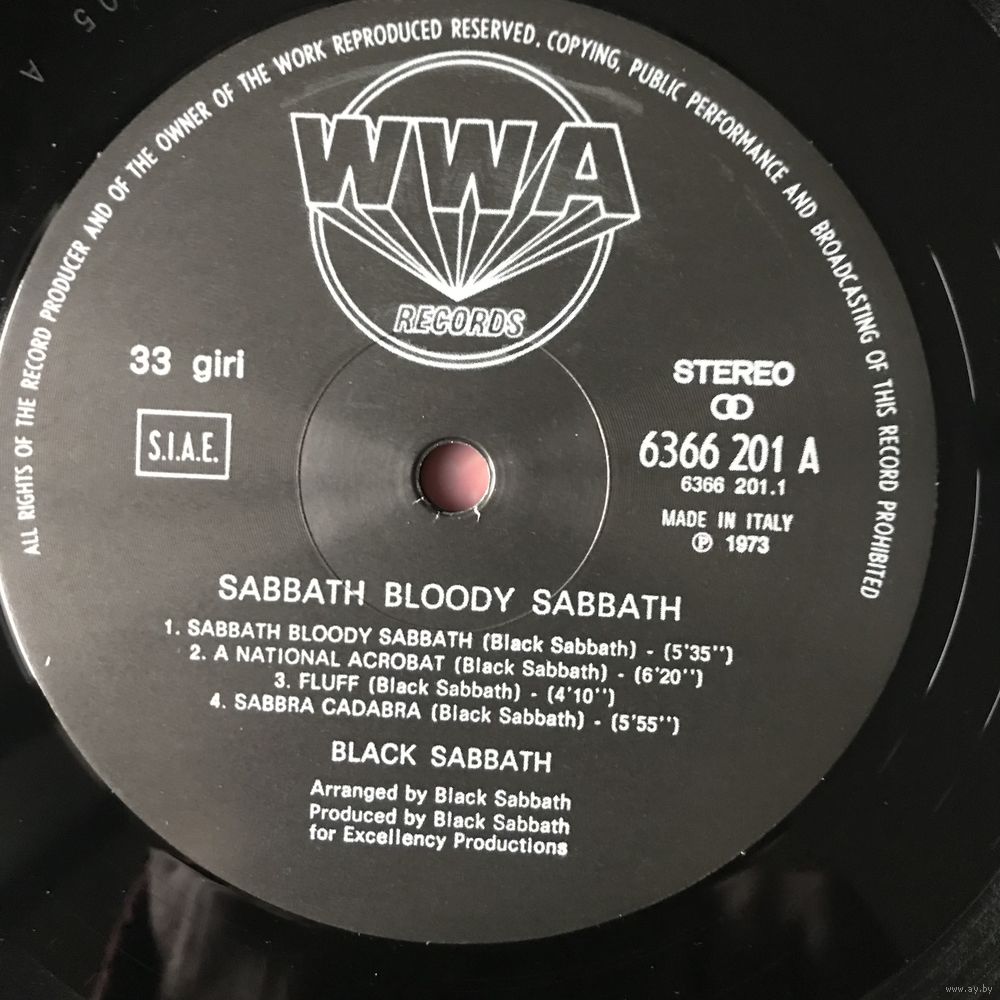 ALL RIGHTS OF THE RECORD PRODUCER AND OF THE OWNER OF THE WORK REPRODUCED RESERVED. COPYING, PUBLIC PERFORMANCE AND BROADCASTING OF THIS RECORD PROHIBITED
WWA
RECORDS
33 giri
S.I.A.E.
STEREO
6366 201 A
6366 201.1
MADE IN ITALY
℗ 1973
SABBATH BLOODY SABBATH
1. SABBATH BLOODY SABBATH (Black Sabbath) - (5'35'')
2. A NATIONAL ACROBAT (Black Sabbath) - (6'20'')
3. FLUFF (Black Sabbath) - (4'10'')
4. SABBRA CADABRA (Black Sabbath) - (5'55'')
BLACK SABBATH
Arranged by Black Sabbath
Produced by Black Sabbath
for Excellency Productions
www.ay.by